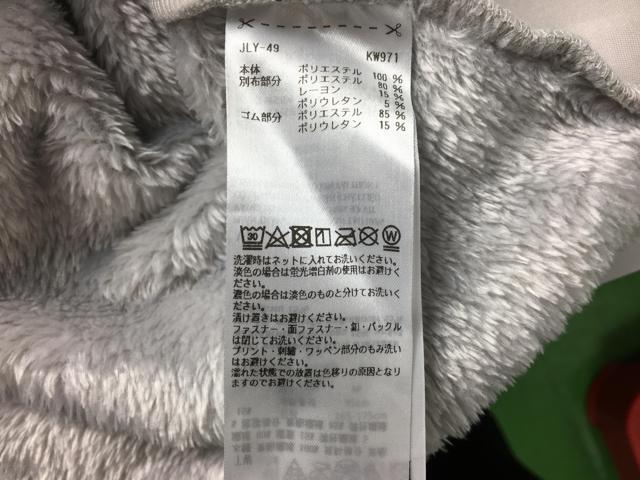 JLY-49 KW971
本体 ポリエステル 100 %
別布部分 ポリエステル 80 %
レーヨン 15 %
ポリウレタン 5 %
ゴム部分 ポリエステル 85 %
ポリウレタン 15 %
30 W
洗濯時はネットに入れてお洗いください。
淡色の場合は蛍光増白剤の使用はお避けく
ださい。
濃色の場合は淡色のものと分けてお洗いくだ
さい。
漬け置きはお避けください。
ファスナー・面ファスナー・釦・バックル
は閉じてお洗いください。
プリント・刺繍・ワッペン部分のもみ洗い
はお避けください。
濡れた状態での放置は色移りの原因となり
ますのでお避けください。